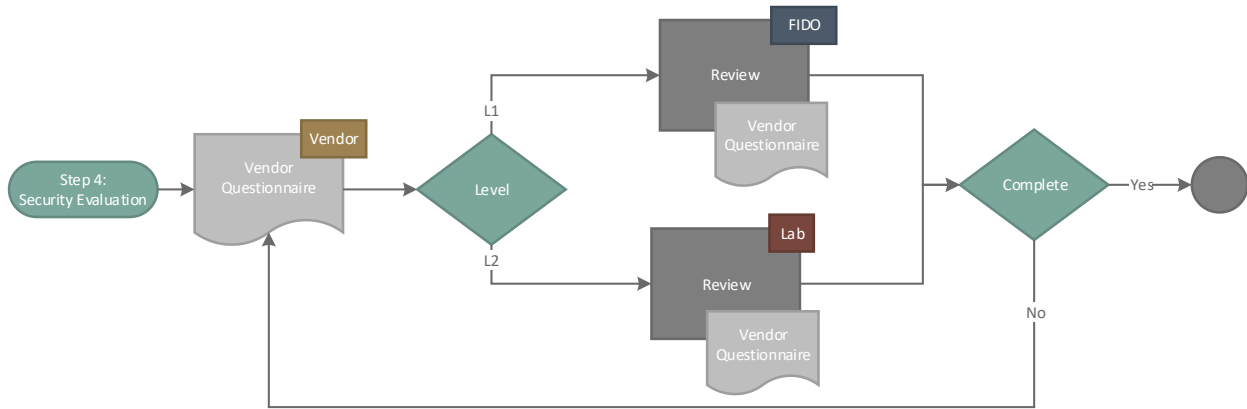 Step 4:
Security Evaluation
Vendor
Vendor
Questionnaire
Level
L1
FIDO
Review
Vendor
Questionnaire
L2
Lab
Review
Vendor
Questionnaire
Complete
Yes
No